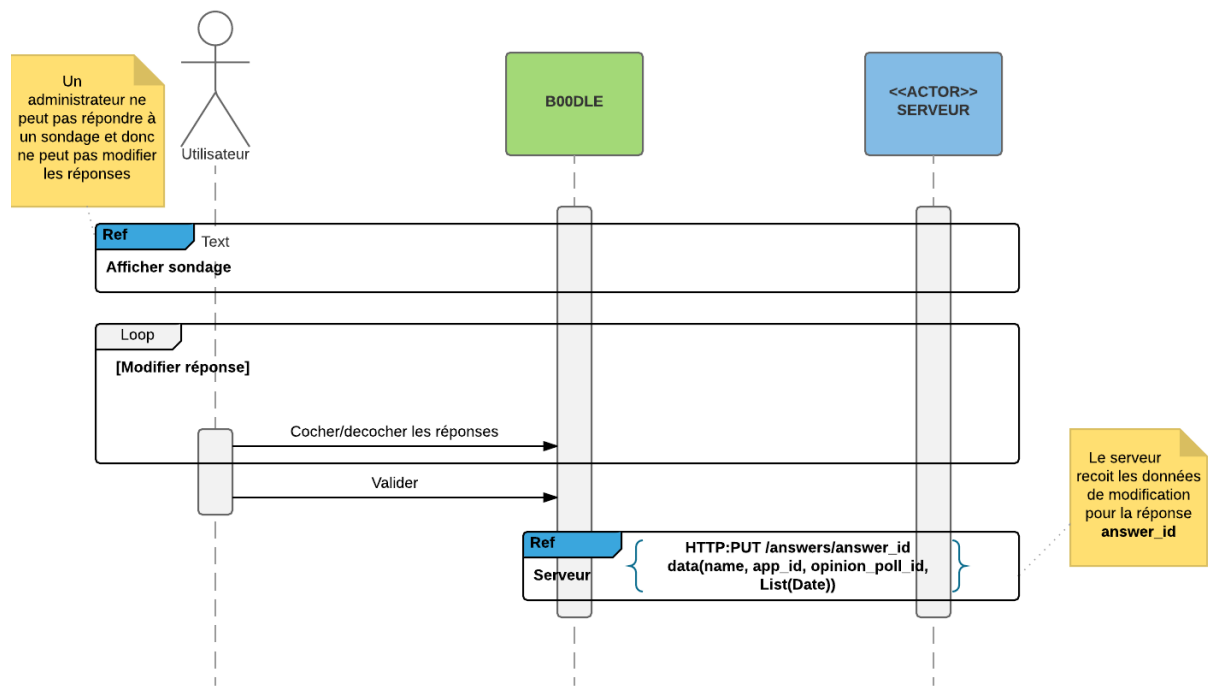 Un
administrateur ne
peut pas répondre à
un sondage et donc
ne peut pas modifier
les réponses
Utilisateur
B00DLE
<<ACTOR>>
SERVEUR
Ref
Text
Afficher sondage
Loop
[Modifier réponse]
Cocher/decocher les réponses
Valider
Ref
Serveur
HTTP:PUT /answers/answer_id
data(name, app_id, opinion_poll_id,
List(Date))
Le serveur
recoit les données
de modification
pour la réponse
answer_id